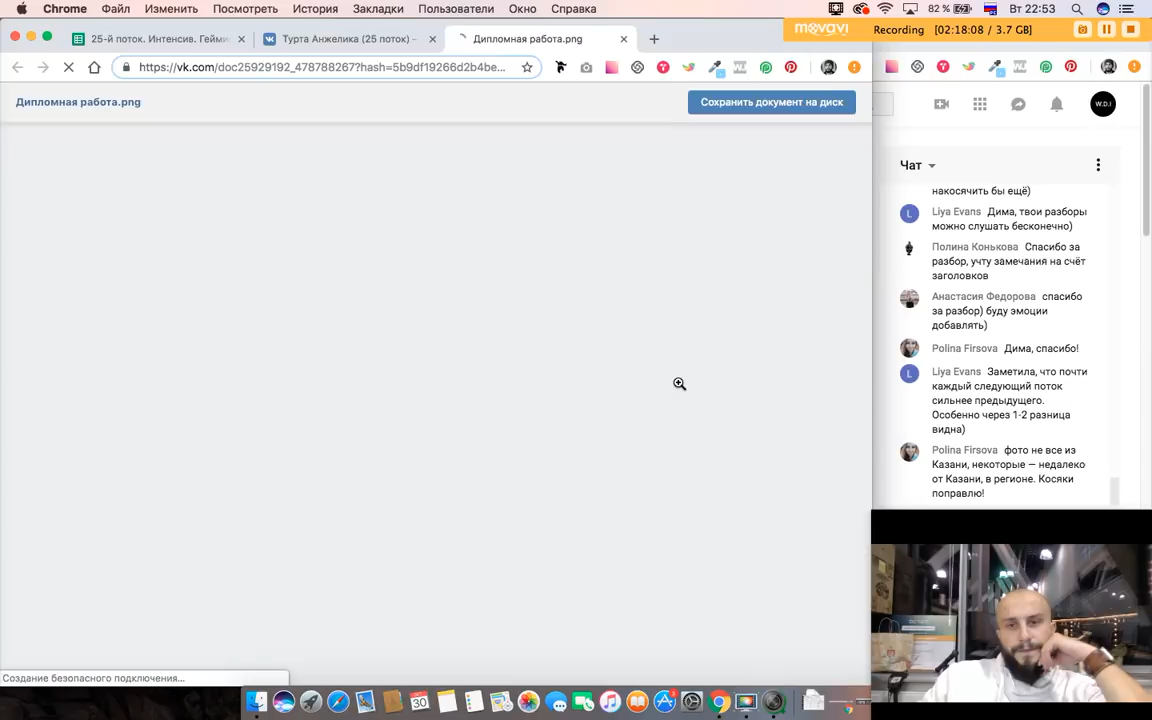 Chrome Файл Изменить Просмотреть История Закладки Пользователи Окно Справка 82 % Вт 22:53
movavi Recording [02:18:08 / 3.7 GB]
25-й поток. Интенсив. Гейми Турта Анжелика (25 поток) – Дипломная работа.png
https://vk.com/doc25929192_478788267?hash=5b9df19266d2b4be...
Дипломная работа.png Сохранить документ на диск
W.D.I
Чат
накосячить бы ещё)
Liya Evans Дима, твои разборы
можно слушать бесконечно)
Полина Конькова Спасибо за
разбор, учту замечания на счёт
заголовков
Анастасия Федорова спасибо
за разбор) буду эмоции
добавлять)
Polina Firsova Дима, спасибо!
Liya Evans Заметила, что почти
каждый следующий поток
сильнее предыдущего.
Особенно через 1-2 разница
видна)
Polina Firsova фото не все из
Казани, некоторые — недалеко
от Казани, в регионе. Косяки
поправлю!
Создание безопасного подключения...
30